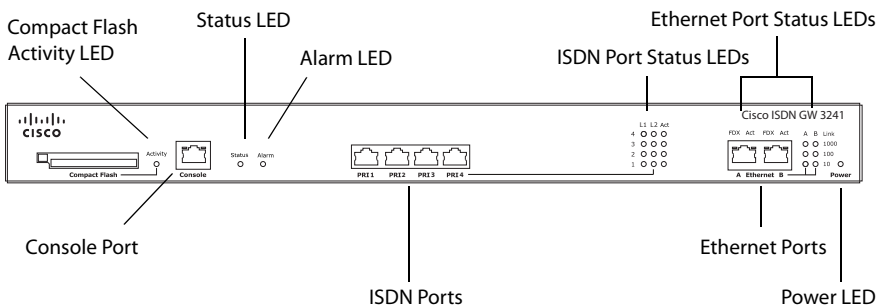 Compact Flash
Activity LED
Status LED
Alarm LED
ISDN Port Status LEDs
Ethernet Port Status LEDs
CISCO
Cisco ISDN GW 3241
L1 L2 Act
4
3
2
1
FDX Act FDX Act A B Link
1000
100
10
Activity
Status Alarm
Compact Flash
Console
PRI 1 PRI 2 PRI 3 PRI 4
A Ethernet B
Power
Console Port
ISDN Ports
Ethernet Ports
Power LED